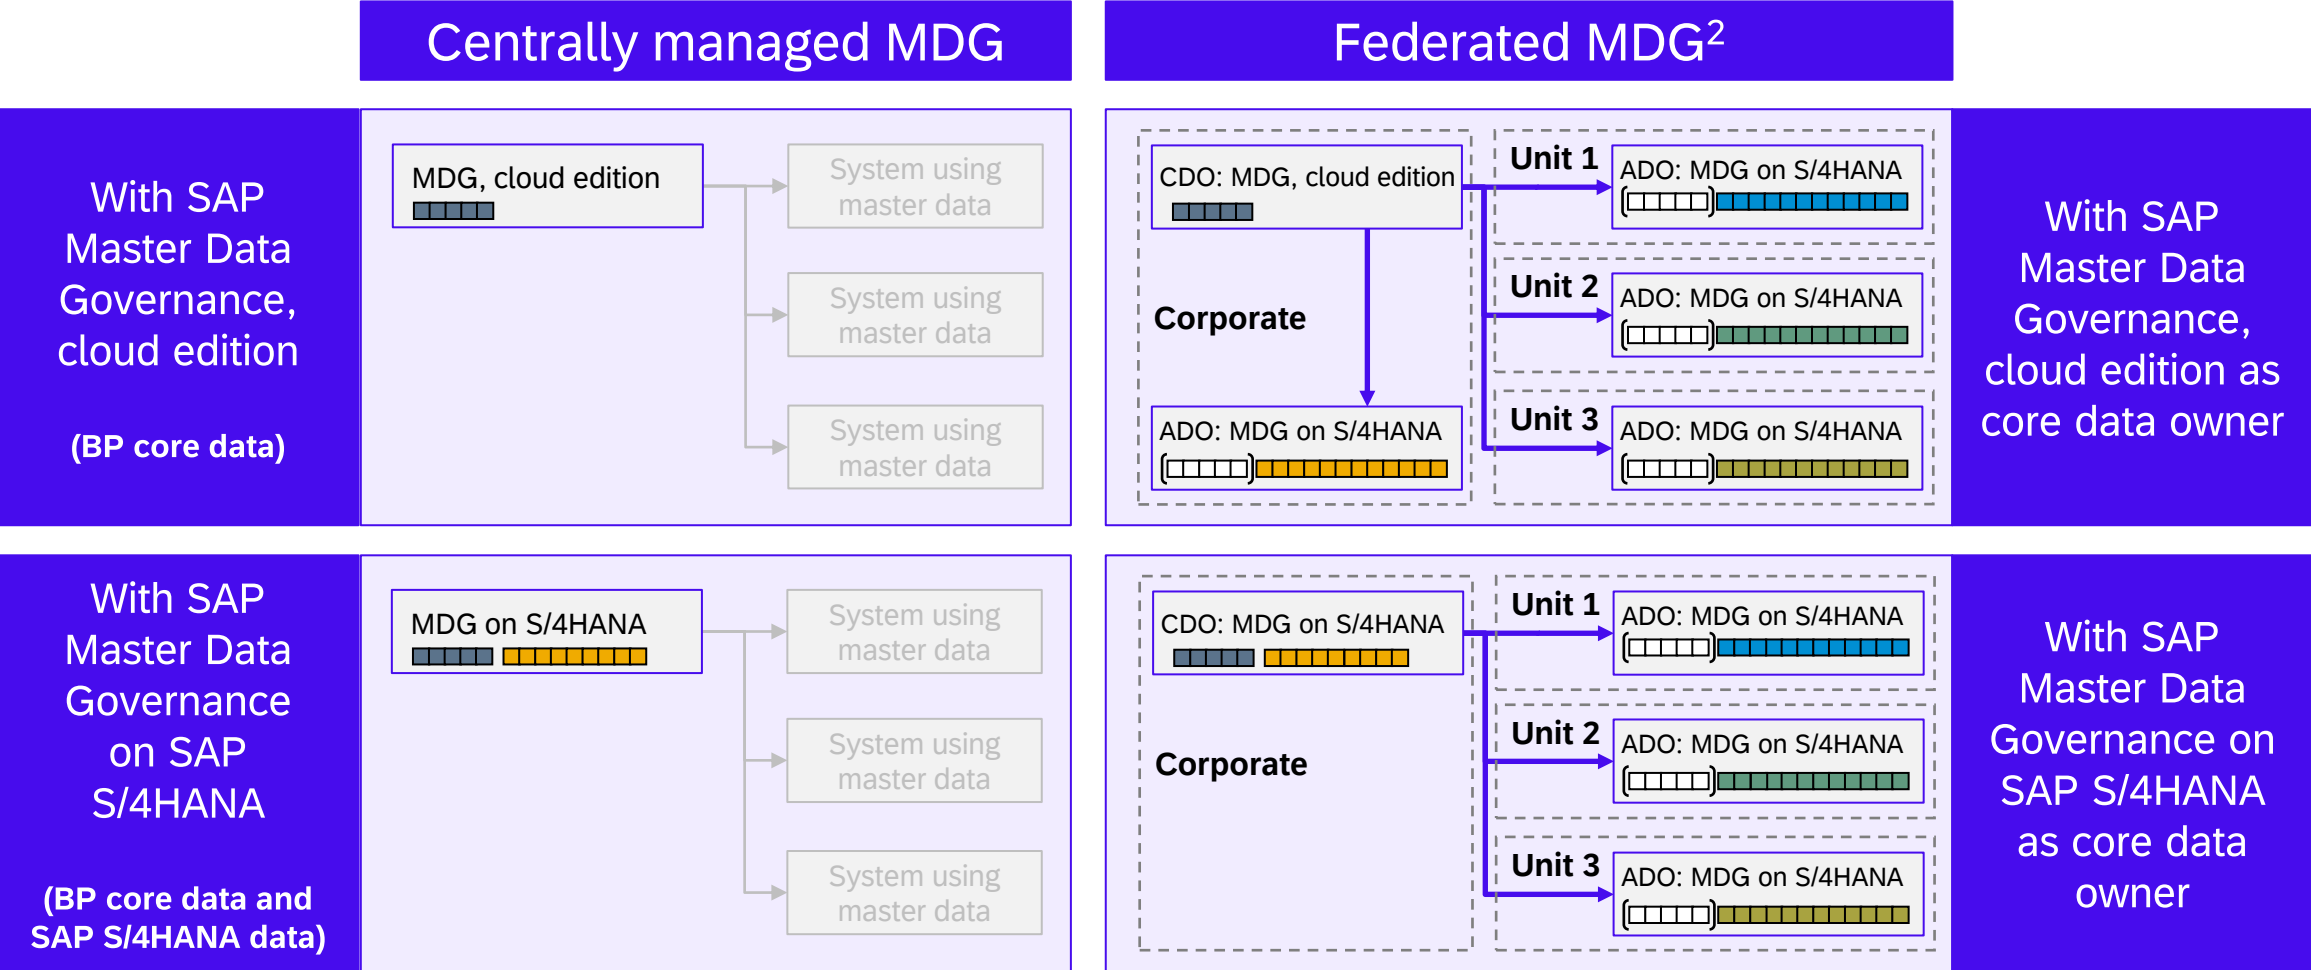 Centrally managed MDG
Federated MDG²
With SAP
Master Data
Governance,
cloud edition
(BP core data)
MDG, cloud edition
System using
master data
System using
master data
System using
master data
CDO: MDG, cloud edition
Corporate
ADO: MDG on S/4HANA
Unit 1
ADO: MDG on S/4HANA
Unit 2
ADO: MDG on S/4HANA
Unit 3
ADO: MDG on S/4HANA
With SAP
Master Data
Governance,
cloud edition as
core data owner
With SAP
Master Data
Governance
on SAP
S/4HANA
(BP core data and
SAP S/4HANA data)
MDG on S/4HANA
System using
master data
System using
master data
System using
master data
CDO: MDG on S/4HANA
Corporate
Unit 1
ADO: MDG on S/4HANA
Unit 2
ADO: MDG on S/4HANA
Unit 3
ADO: MDG on S/4HANA
With SAP
Master Data
Governance on
SAP S/4HANA
as core data
owner